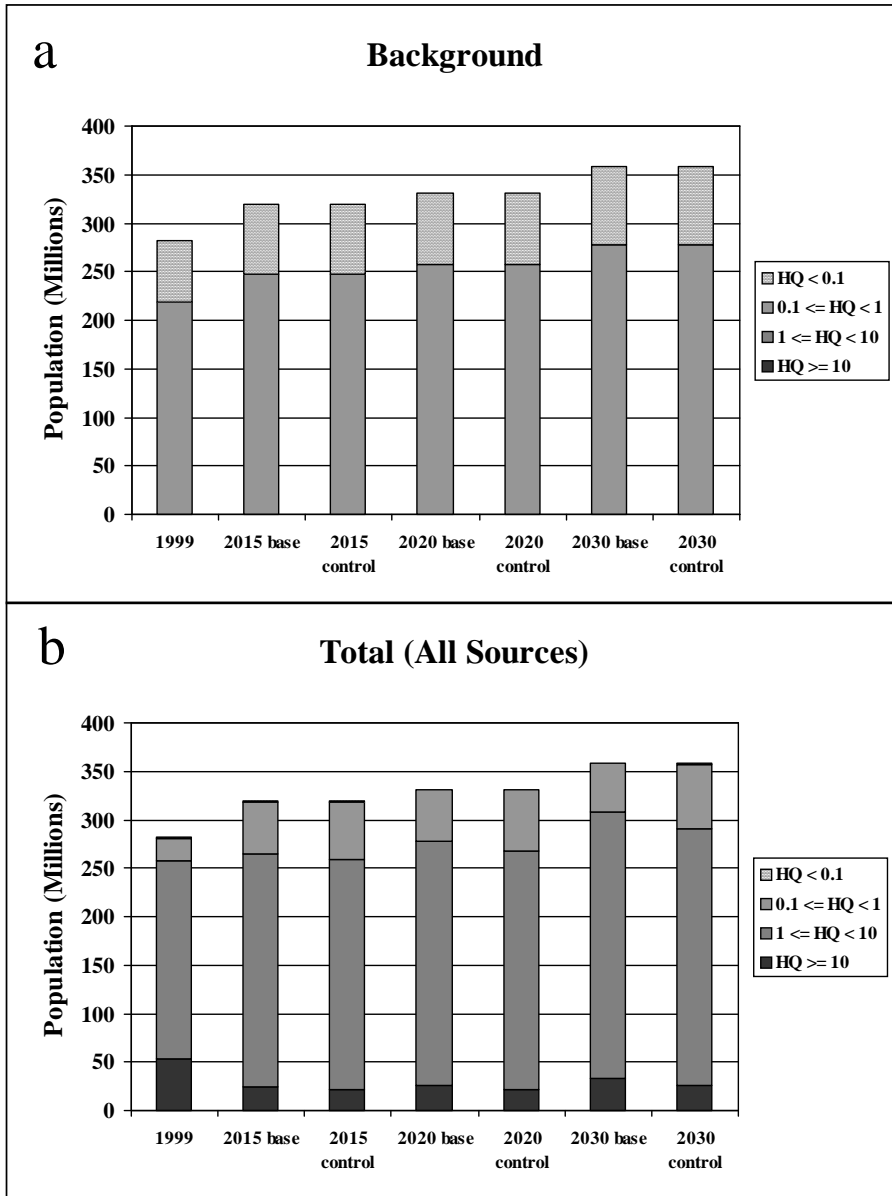 a
Background
400
350
300
250
200
150
100
50
0
Population (Millions)
1999
2015 base
2015
control
2020 base
2020
control
2030 base
2030
control
HQ < 0.1
0.1 <= HQ < 1
1 <= HQ < 10
HQ >= 10
b
Total (All Sources)
400
350
300
250
200
150
100
50
0
Population (Millions)
1999
2015 base
2015
control
2020 base
2020
control
2030 base
2030
control
HQ < 0.1
0.1 <= HQ < 1
1 <= HQ < 10
HQ >= 10